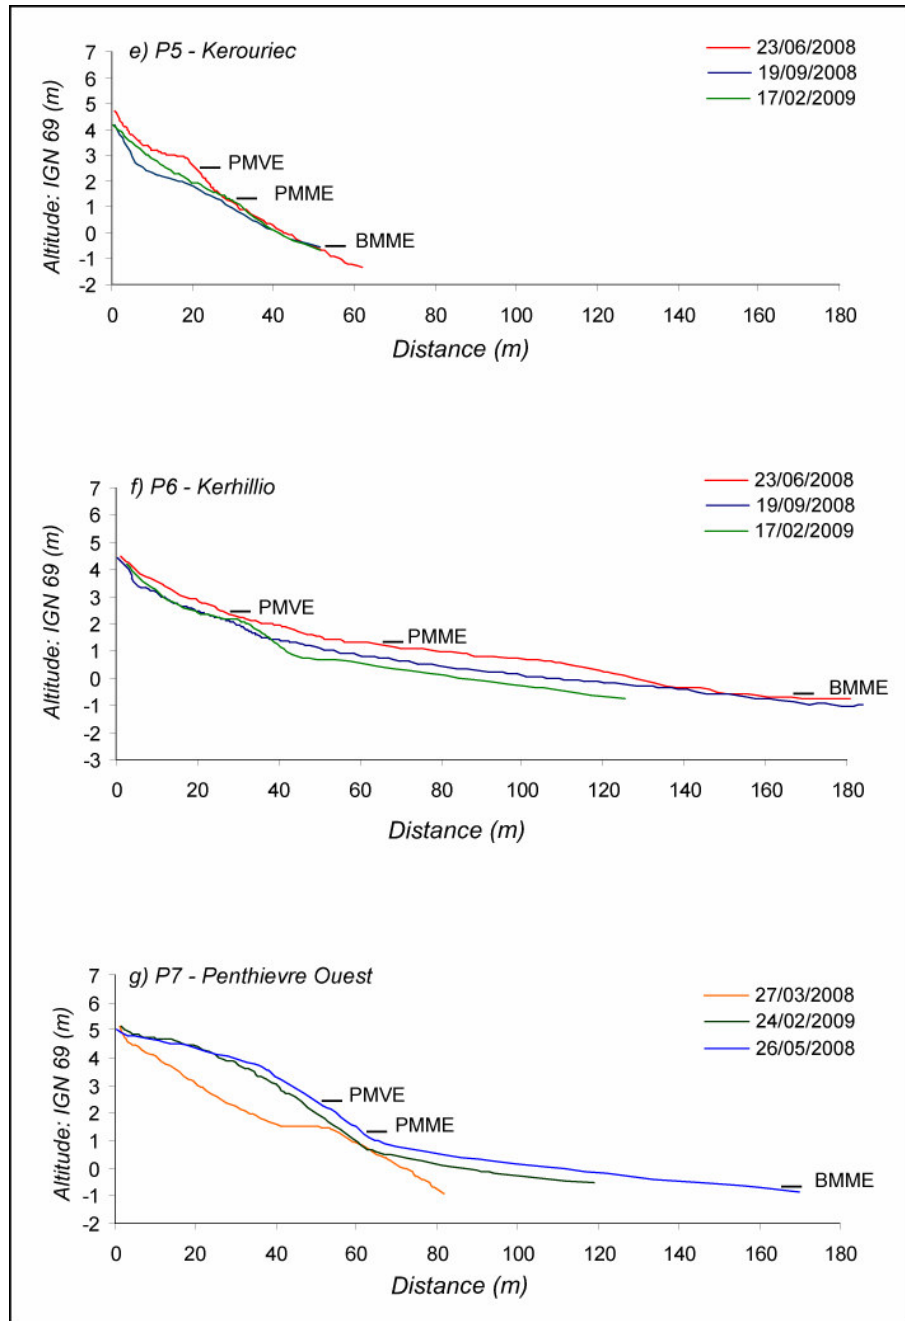 e) P5 - Kerouriec
23/06/2008
19/09/2008
17/02/2009
Altitude: IGN 69 (m)
7
6
5
4
3
2
1
0
-1
-2
PMVE
PMME
BMME
0 20 40 60 80 100 120 140 160 180
Distance (m)
f) P6 - Kerhillio
23/06/2008
19/09/2008
17/02/2009
Altitude: IGN 69 (m)
7
6
5
4
3
2
1
0
-1
-2
-3
PMVE
PMME
BMME
0 20 40 60 80 100 120 140 160 180
Distance (m)
g) P7 - Penthievre Ouest
27/03/2008
24/02/2009
26/05/2008
Altitude: IGN 69 (m)
7
6
5
4
3
2
1
0
-1
-2
PMVE
PMME
BMME
0 20 40 60 80 100 120 140 160 180
Distance (m)